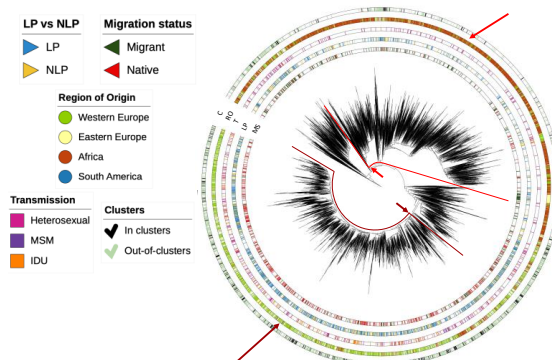 LP vs NLP
LP
NLP
Migration status
Migrant
Native
Region of Origin
Western Europe
Eastern Europe
Africa
South America
Transmission
Heterosexual
MSM
IDU
Clusters
In clusters
Out-of-clusters
C
RO
T
LP
MS